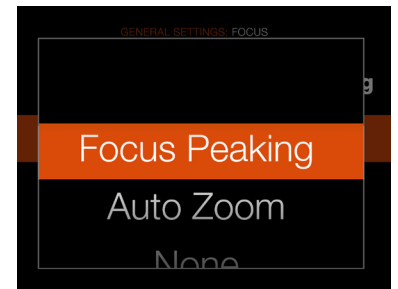 GENERAL SETTINGS: FOCUS
g
Focus Peaking
Auto Zoom
None